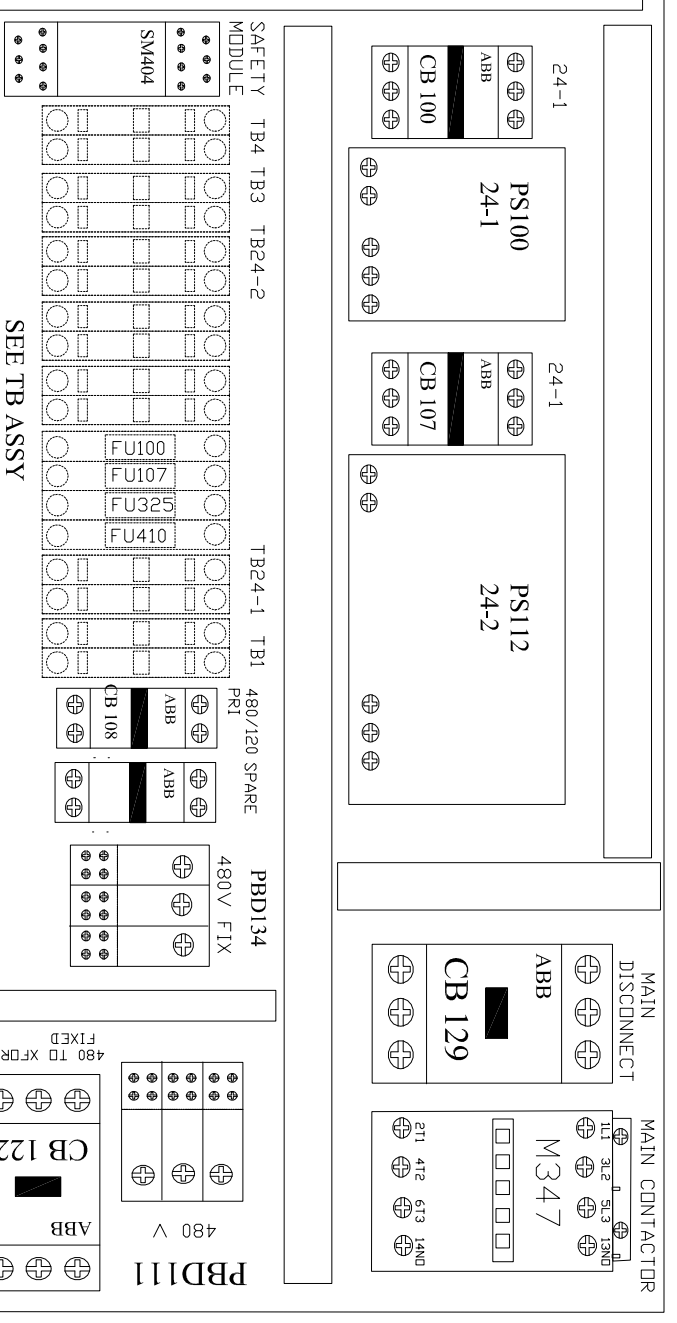 24-1
ABB
CB 100
PS100
24-1
24-1
ABB
CB 107
PS112
24-2
MAIN
DISCONNECT
ABB
CB 129
MAIN CONTACTOR
1L1 3L2 5L3 13NO
M347
2T1 4T2 6T3 14NO
SAFETY
MODULE
SM404
TB4
TB3
TB24-2
FU100
FU107
FU325
FU410
TB24-1
TB1
SEE TB ASSY
480/120
PRI
ABB
CB 108
SPARE
ABB
PBD134
480V FIX
PBD111
480 V
480 TO XFOR
FIXED
CB 122
ABB